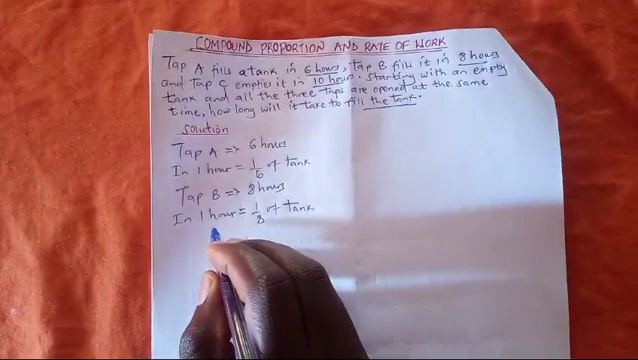 COMPOUND PROPORTION AND RATE OF WORK
Tap A fills a tank in 6 hours, Tap B fills it in 8 hours
and Tap C empties it in 10 hours. Starting with an empty
tank and all the three Taps are opened at the same
time, how long will it take to fill the tank.
Solution
Tap A => 6 hours
In 1 hour = 1/6 of tank
Tap B => 8 hours
In 1 hour = 1/8 of Tank